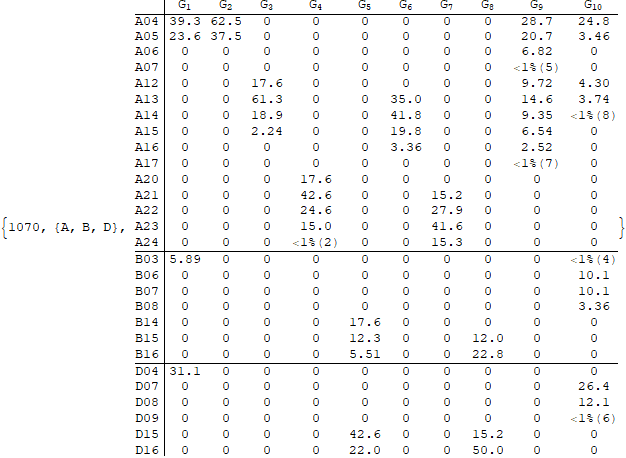 G1 G2 G3 G4 G5 G6 G7 G8 G9 G10
A04 39.3 62.5 0 0 0 0 0 0 28.7 24.8
A05 23.6 37.5 0 0 0 0 0 0 20.7 3.46
A06 0 0 0 0 0 0 0 0 6.82 0
A07 0 0 0 0 0 0 0 0 <1%(5) 0
A12 0 0 17.6 0 0 0 0 0 9.72 4.30
A13 0 0 61.3 0 0 35.0 0 0 14.6 3.74
A14 0 0 18.9 0 0 41.8 0 0 9.35 <1%(8)
A15 0 0 2.24 0 0 19.8 0 0 6.54 0
A16 0 0 0 0 0 3.36 0 0 2.52 0
A17 0 0 0 0 0 0 0 0 <1%(7) 0
A20 0 0 0 17.6 0 0 0 0 0 0
A21 0 0 0 42.6 0 0 15.2 0 0 0
A22 0 0 0 24.6 0 0 27.9 0 0 0
{1070, {A, B, D}, A23 0 0 0 15.0 0 0 41.6 0 0 0 }
A24 0 0 0 <1%(2) 0 0 15.3 0 0 0
B03 5.89 0 0 0 0 0 0 0 0 <1%(4)
B06 0 0 0 0 0 0 0 0 0 10.1
B07 0 0 0 0 0 0 0 0 0 10.1
B08 0 0 0 0 0 0 0 0 0 3.36
B14 0 0 0 0 17.6 0 0 0 0 0
B15 0 0 0 0 12.3 0 0 12.0 0 0
B16 0 0 0 0 5.51 0 0 22.8 0 0
D04 31.1 0 0 0 0 0 0 0 0 0
D07 0 0 0 0 0 0 0 0 0 26.4
D08 0 0 0 0 0 0 0 0 0 12.1
D09 0 0 0 0 0 0 0 0 0 <1%(6)
D15 0 0 0 0 42.6 0 0 15.2 0 0
D16 0 0 0 0 22.0 0 0 50.0 0 0